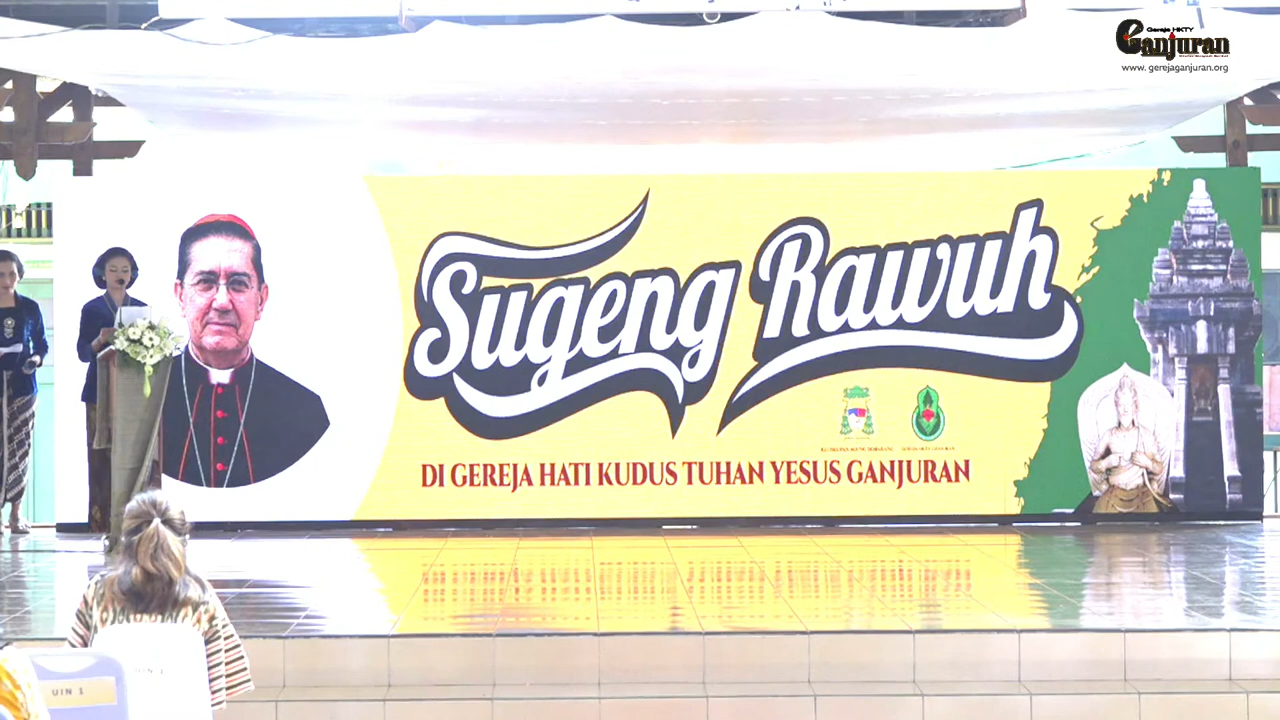 Gereja HKTY
Ganjuran
www. gerejaganjuran.org
Sugeng Rawuh
DI GEREJA HATI KUDUS TUHAN YESUS GANJURAN
UIN 1